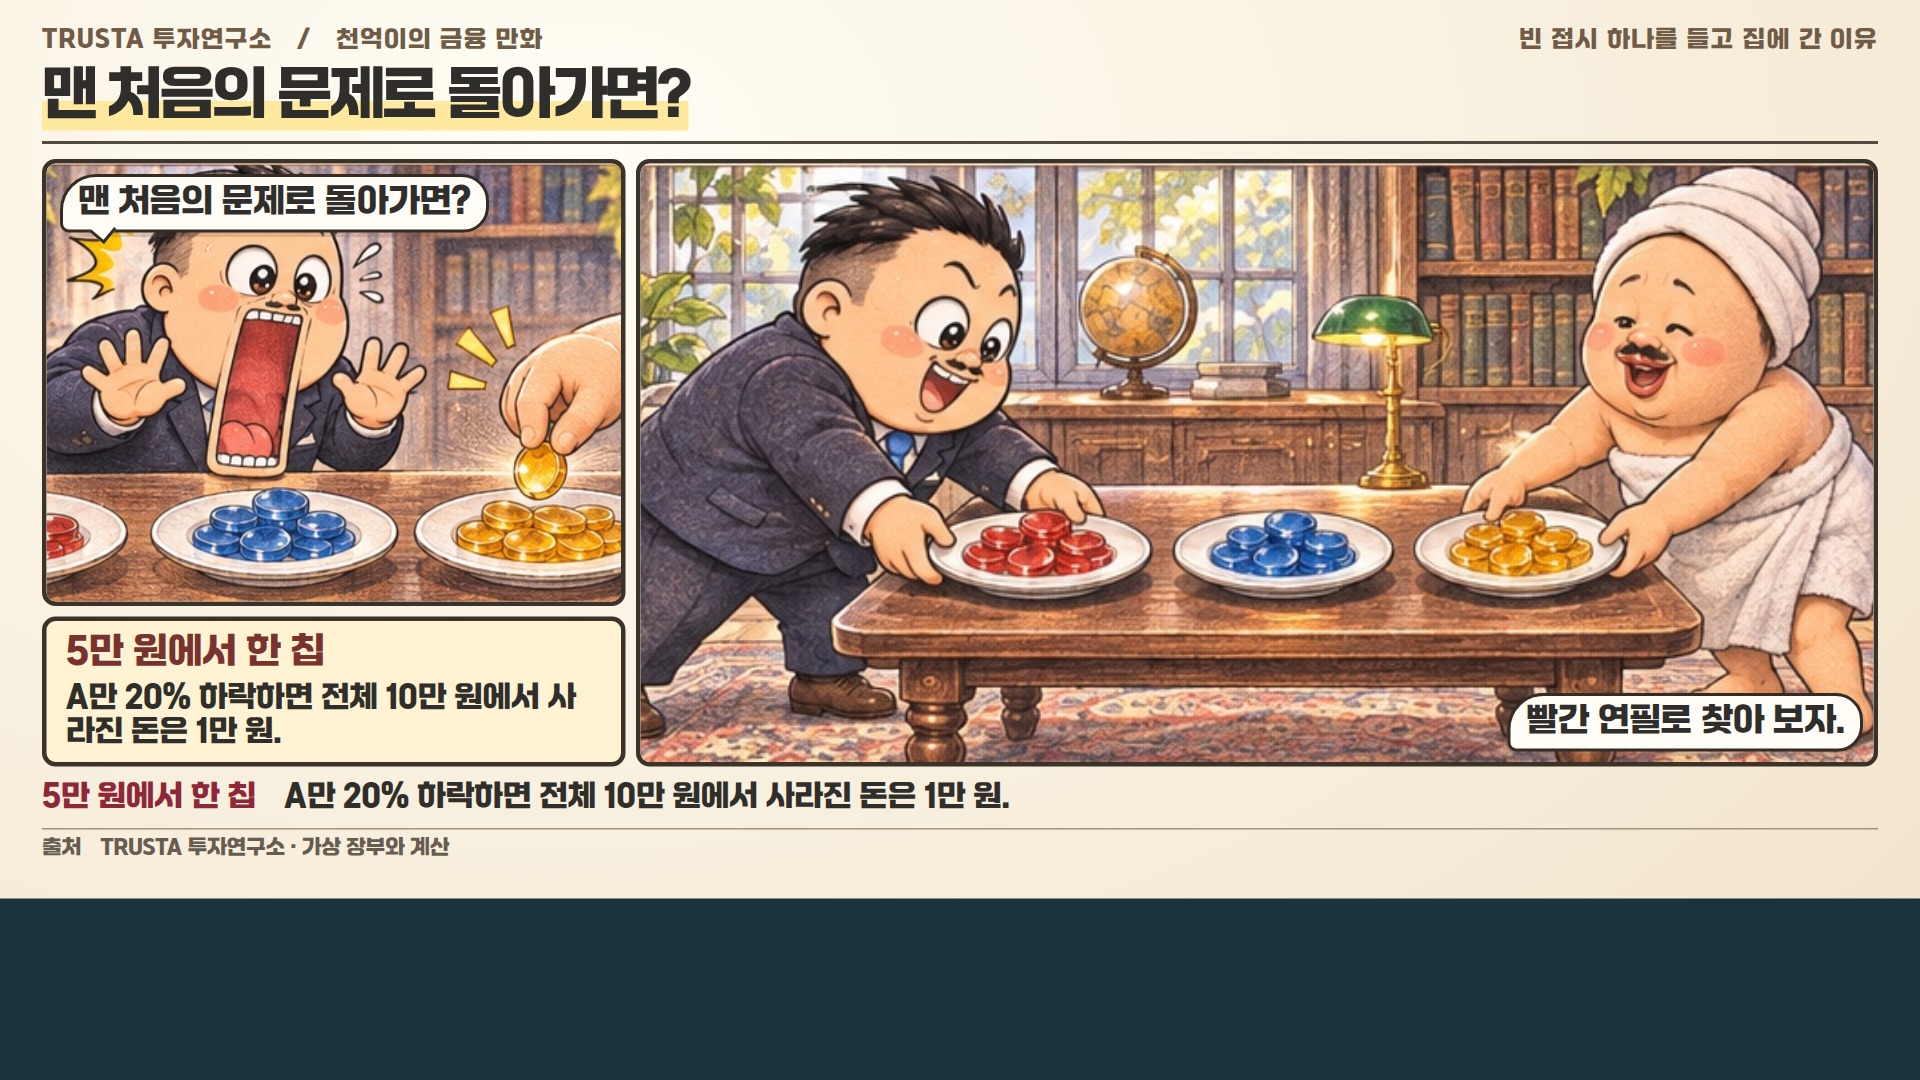 TRUSTA 투자연구소 / 천억이의 금융 만화
빈 접시 하나를 들고 집에 간 이유
맨 처음의 문제로 돌아가면?
맨 처음의 문제로 돌아가면?
빨간 연필로 찾아 보자.
5만 원에서 한 칩
A만 20% 하락하면 전체 10만 원에서 사
라진 돈은 1만 원.
5만 원에서 한 칩 A만 20% 하락하면 전체 10만 원에서 사라진 돈은 1만 원.
출처 TRUSTA 투자연구소 · 가상 장부와 계산